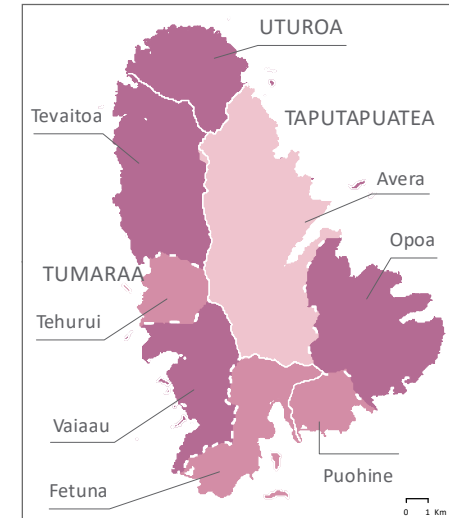 UTUROA
Tevaitoa
TAPUTAPUATEA
Avera
Opoa
TUMARAA
Tehurui
Vaiaau
Puohine
Fetuna
0 1 Km